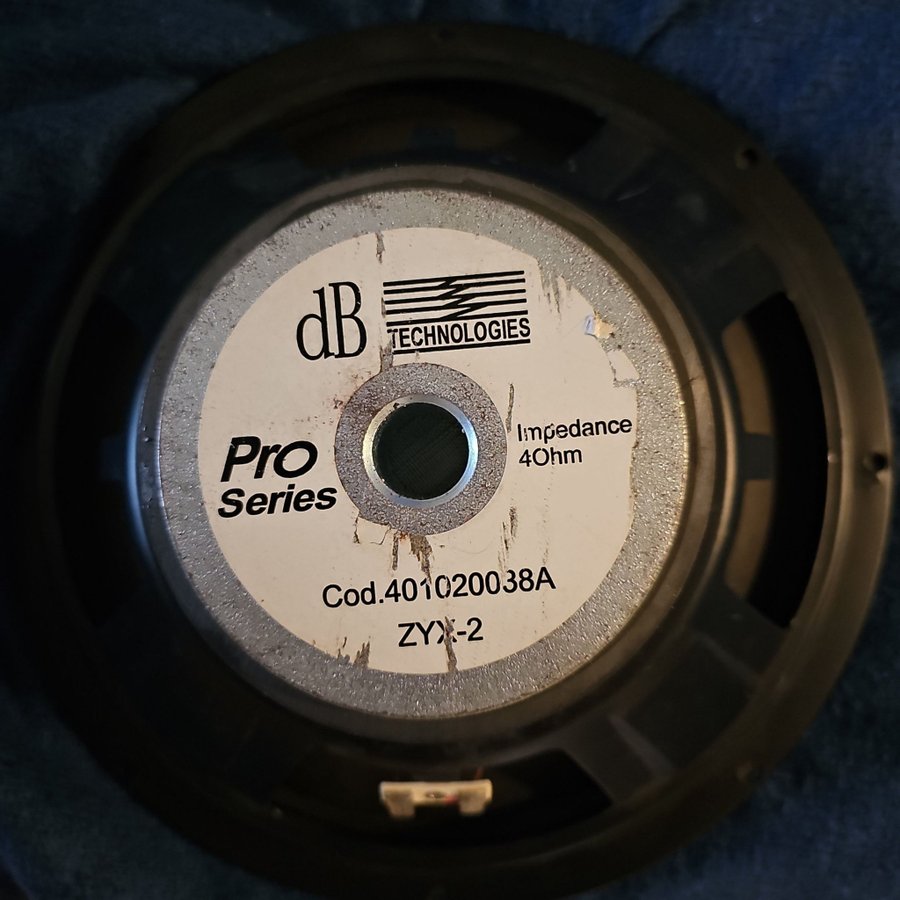 dB
TECHNOLOGIES
Pro
Series
Impedance
4Ohm
Cod.401020038A
ZYX-2